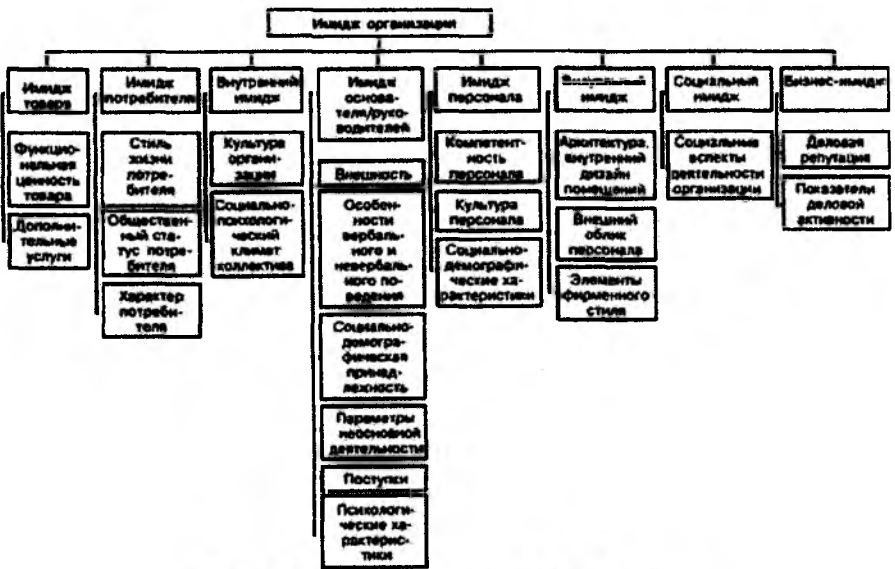 Имидж организации
Имидж
товара
Функцио-
нальная
ценность
товара
Дополни-
тельные
услуги
Имидж
потребителя
Стиль
жизни
потре-
бителя
Обществен-
ный ста-
тус потре-
бителя
Характер
потреби-
теля
Внутренний
имидж
Культура
органи-
зации
Социально-
психологи-
ческий
климат
коллектива
Имидж
основа-
теля/руко-
водителей
Внешность
Особен-
ности
вербаль-
ного и
невербаль-
ного по-
ведения
Социально-
демогра-
фическая
принад-
лежность
Параметры
неосновной
деятельности
Поступки
Психологи-
ческие ха-
рактерис-
тики
Имидж
персонала
Компетент-
ность
персонала
Культура
персонала
Социально-
демографи-
ческие ха-
рактеристики
имидж
Архитектура,
внутренний
дизайн
помещений
Внешний
облик
персонала
Элементы
фирменного
стиля
Социальный
имидж
Социальные
аспекты
деятельности
организации
Бизнес-имидж
Деловая
репутация
Показатели
деловой
активности